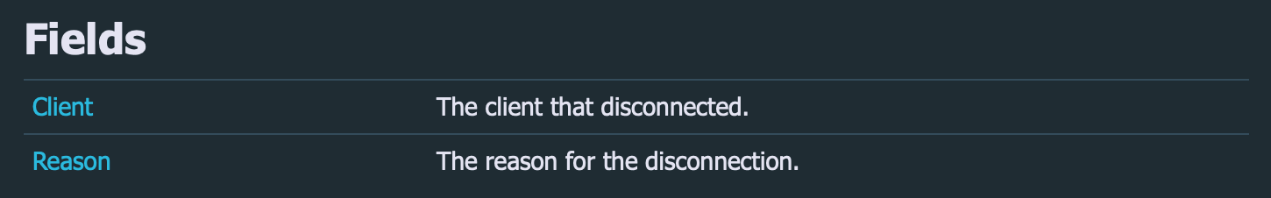 Fields
Client The client that disconnected.
Reason The reason for the disconnection.